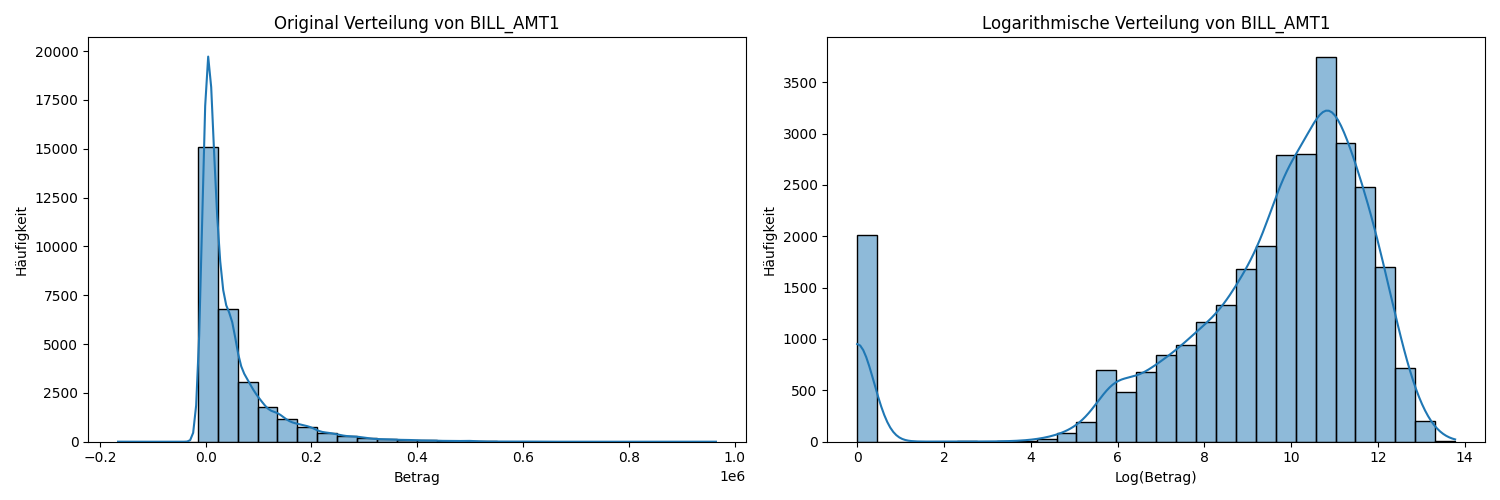 Original Verteilung von BILL_AMT1
Häufigkeit
20000
17500
15000
12500
10000
7500
5000
2500
0
−0.2 0.0 0.2 0.4 0.6 0.8 1.0
1e6
Betrag
Logarithmische Verteilung von BILL_AMT1
Häufigkeit
3500
3000
2500
2000
1500
1000
500
0
0 2 4 6 8 10 12 14
Log(Betrag)